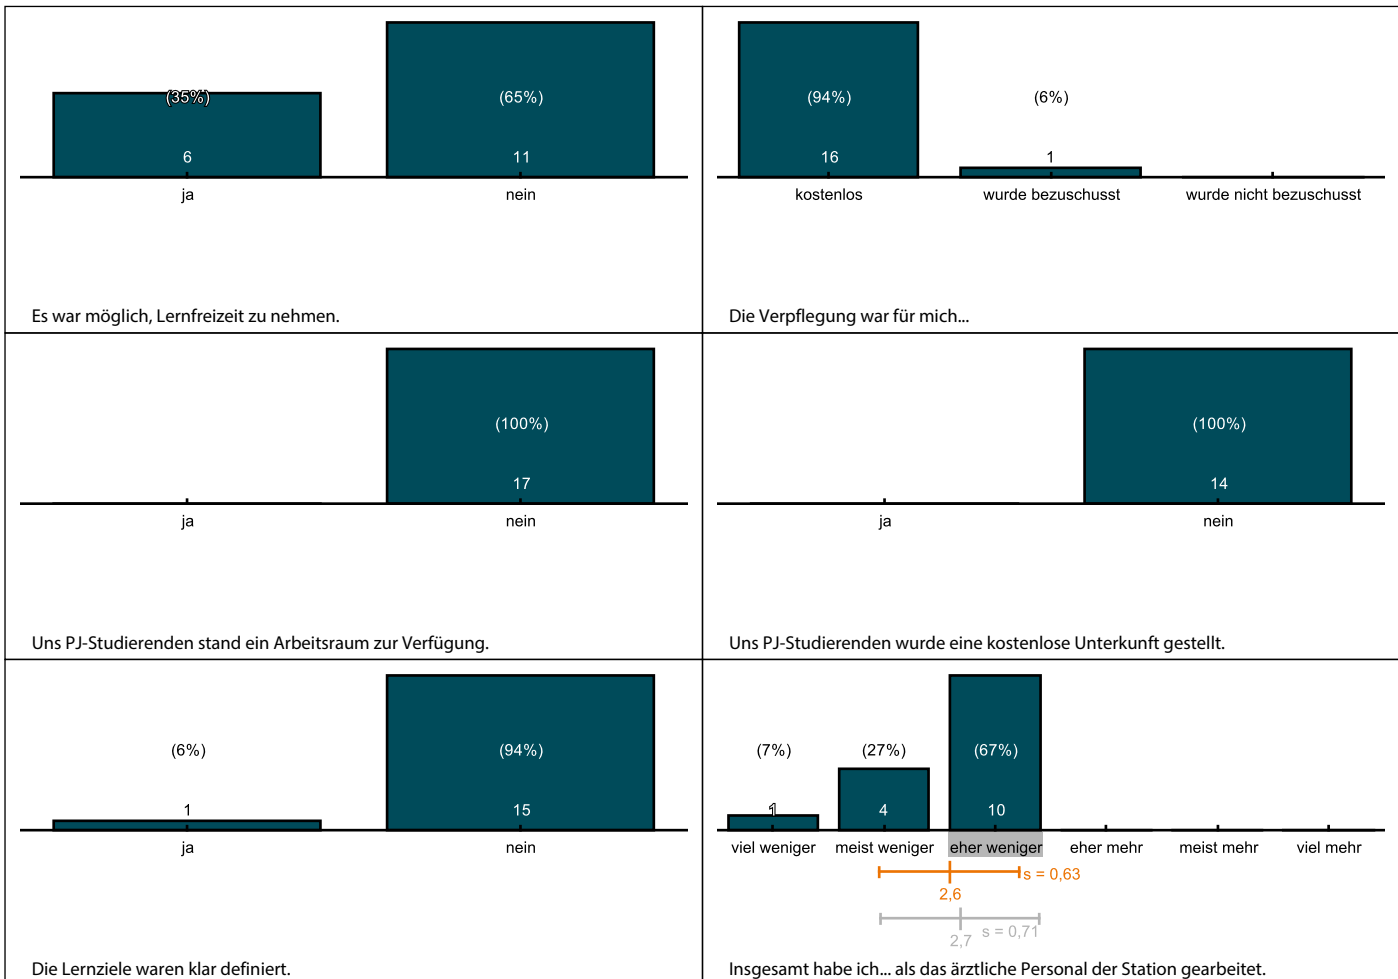 (35%)
(65%)
6
11
ja
nein
Es war möglich, Lernfreizeit zu nehmen.
(94%)
(6%)
16
1
kostenlos
wurde bezuschusst
wurde nicht bezuschusst
Die Verpflegung war für mich...
(100%)
17
ja
nein
Uns PJ-Studierenden stand ein Arbeitsraum zur Verfügung.
(100%)
14
ja
nein
Uns PJ-Studierenden wurde eine kostenlose Unterkunft gestellt.
(6%)
(94%)
1
15
ja
nein
Die Lernziele waren klar definiert.
(7%)
(27%)
(67%)
1
4
10
viel weniger
meist weniger
eher weniger
eher mehr
meist mehr
viel mehr
s = 0,63
2,6
s = 0,71
2,7
Insgesamt habe ich... als das ärztliche Personal der Station gearbeitet.